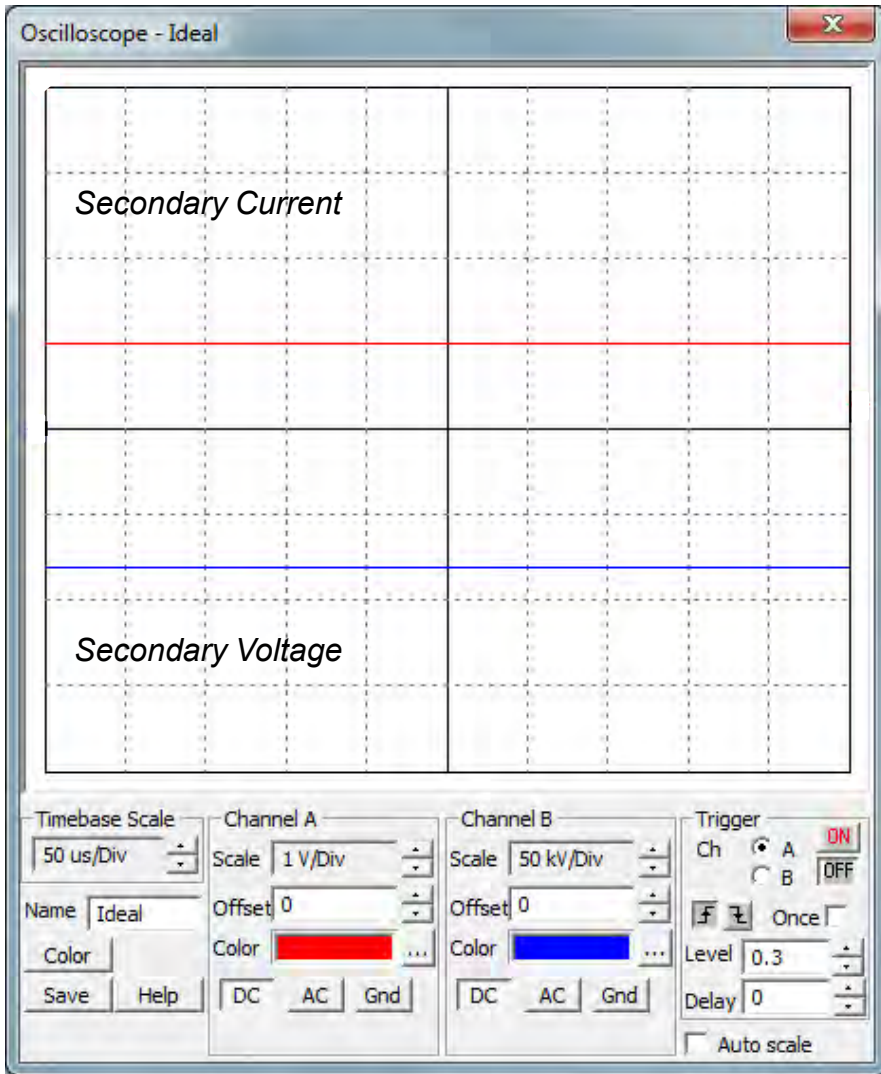 Oscilloscope - Ideal
Secondary Current
Secondary Voltage
Timebase Scale
50 us/Div
Name Ideal
Color
Save Help
Channel A
Scale 1 V/Div
Offset 0
Color ...
DC AC Gnd
Channel B
Scale 50 kV/Div
Offset 0
Color ...
DC AC Gnd
Trigger
Ch A ON
B OFF
Once
Level 0.3
Delay 0
Auto scale